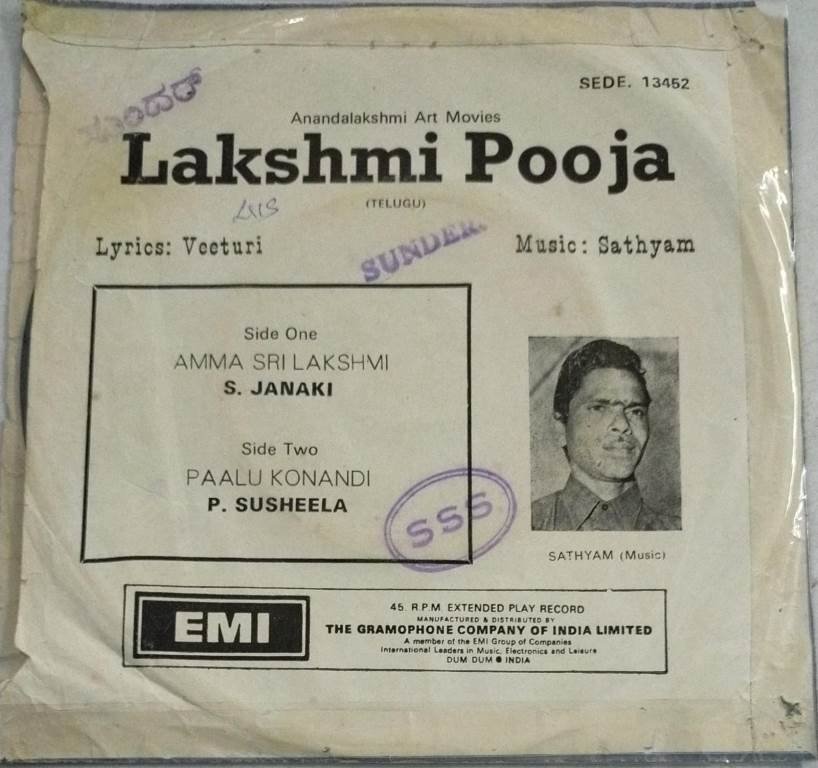 ಸುಂದರ್
SEDE. 13452
Anandalakshmi Art Movies
Lakshmi Pooja
(TELUGU)
SUNDER.
Lyrics: Veeturi
Music: Sathyam
Side One
AMMA SRI LAKSHMI
S. JANAKI
Side Two
PAALU KONANDI
P. SUSHEELA
SSS
SATHYAM (Music)
EMI
45. R.P.M. EXTENDED PLAY RECORD
MANUFACTURED & DISTRIBUTED BY
THE GRAMOPHONE COMPANY OF INDIA LIMITED
A member of the EMI Group of Companies
International Leaders in Music, Electronics and Leisure
DUM DUM ● INDIA